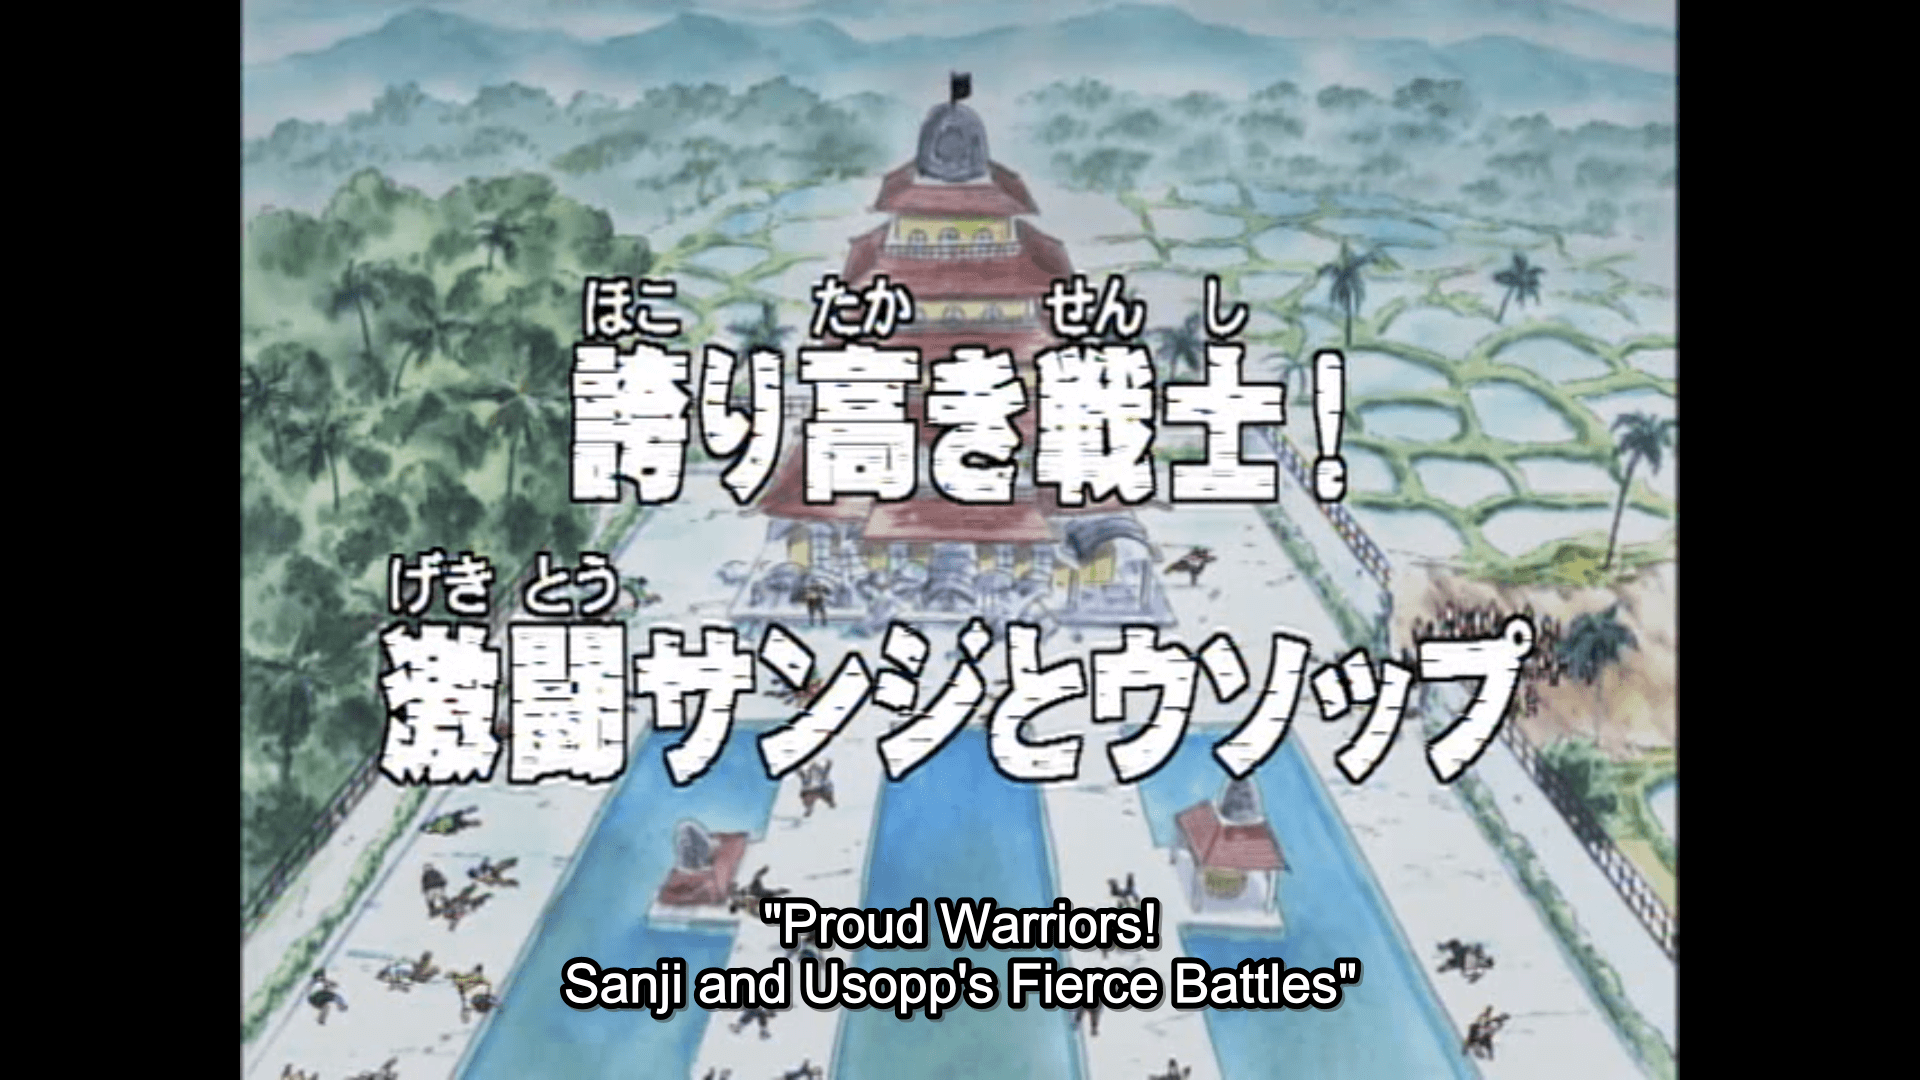 ほこ たか せん し
誇り高き戦士!
げき とう
激闘サンジとウソップ
"Proud Warriors!
Sanji and Usopp's Fierce Battles"